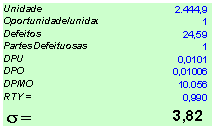 Unidade 2.444,9
Oportunidade/unidad 1
Defeitos 24,59
Partes Defeituosas 1
DPU 0,0101
DPO 0,01006
DPMO 10.056
RTY = 0,990
σ = 3,82